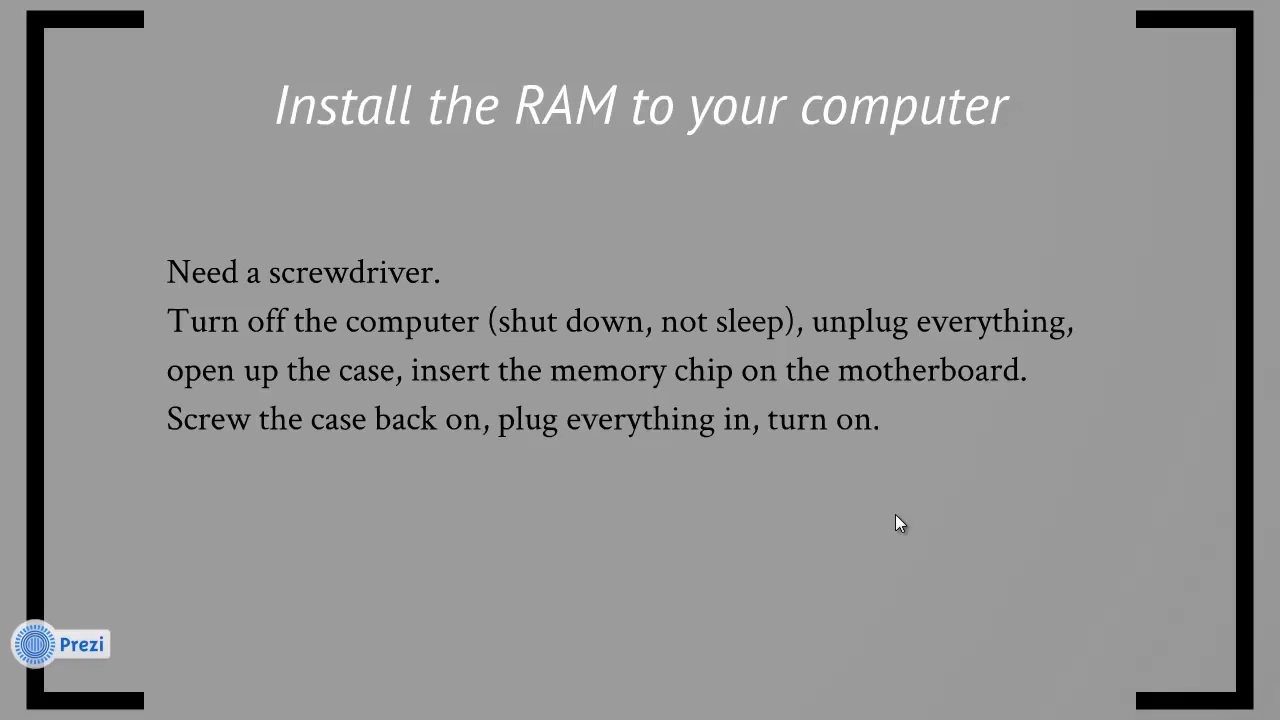 Install the RAM to your computer
Need a screwdriver.
Turn off the computer (shut down, not sleep), unplug everything,
open up the case, insert the memory chip on the motherboard.
Screw the case back on, plug everything in, turn on.
Prezi